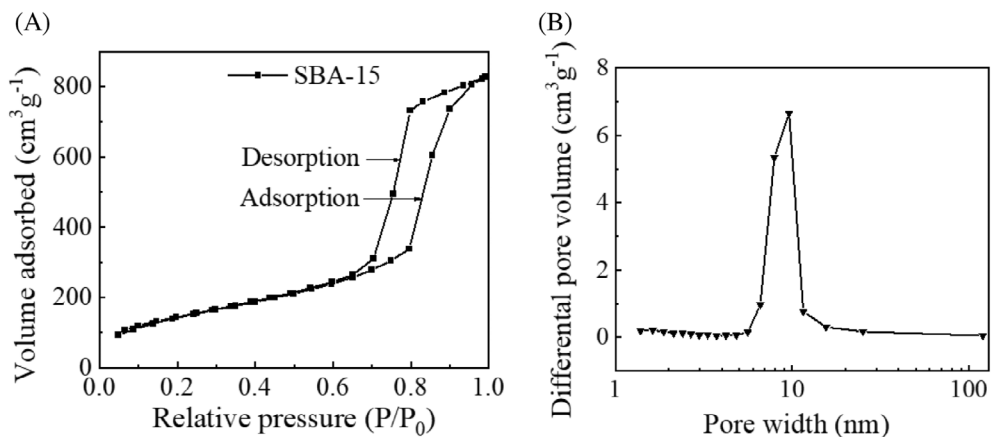 (A)
Volume adsorbed (cm³g⁻¹)
800
600
400
200
0
SBA-15
Desorption
Adsorption
0.0 0.2 0.4 0.6 0.8 1.0
Relative pressure (P/P₀)
(B)
Differental pore volume (cm³g⁻¹)
8
6
4
2
0
1 10 100
Pore width (nm)